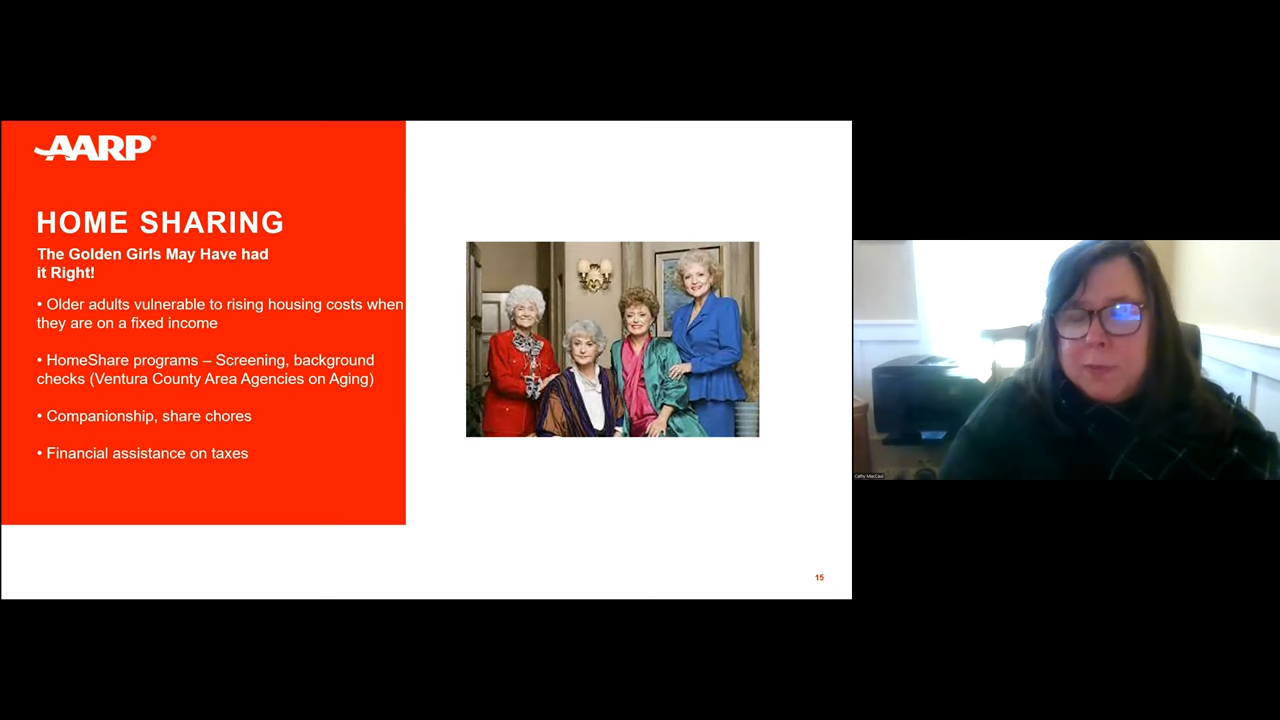 AARP®
HOME SHARING
The Golden Girls May Have had
it Right!
• Older adults vulnerable to rising housing costs when
they are on a fixed income
• HomeShare programs – Screening, background
checks (Ventura County Area Agencies on Aging)
• Companionship, share chores
• Financial assistance on taxes
15
Cathy MacCaul